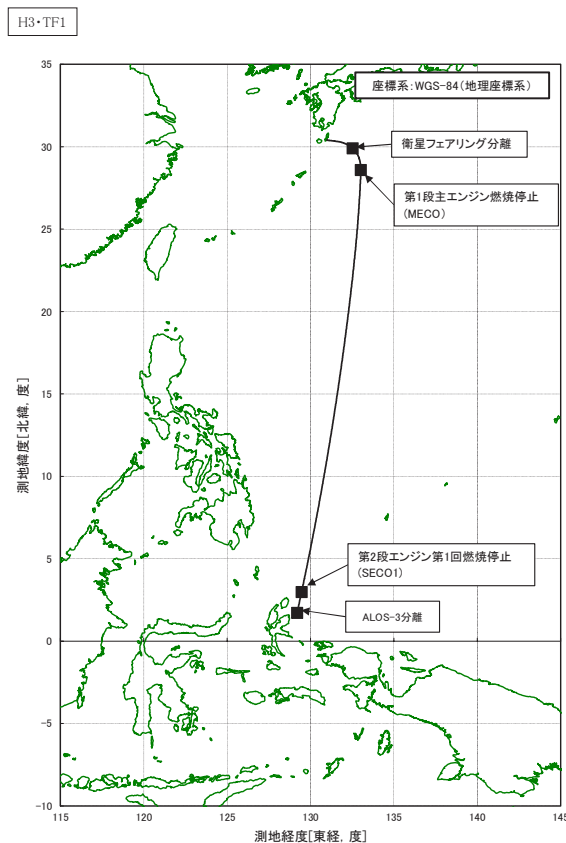 H3・TF1
座標系：WGS-84（地理座標系）
衛星フェアリング分離
第1段主エンジン燃焼停止
(MECO)
第2段エンジン第1回燃焼停止
(SECO1)
ALOS-3分離
測地緯度[北緯，度]
35
30
25
20
15
10
5
0
−5
−10
115
120
125
130
135
140
145
測地経度[東経，度]